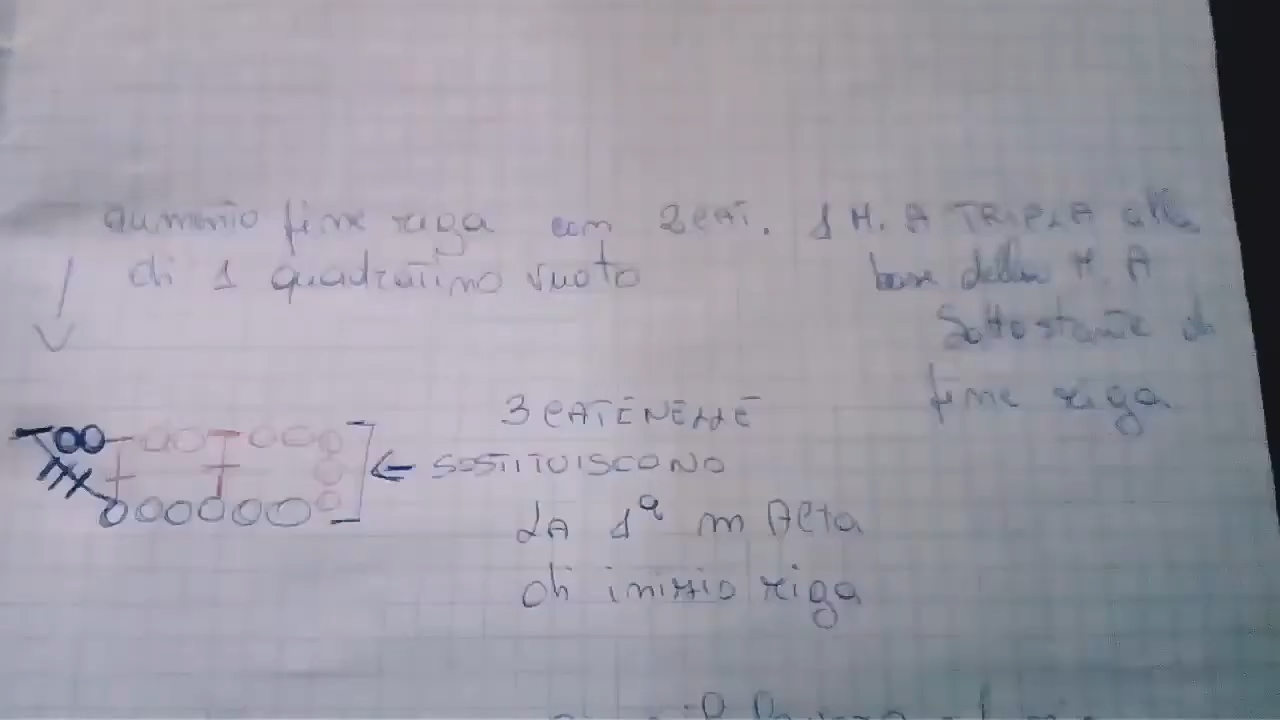 aumento fine riga con 2 CAT. 1 M. A TRIPLA alla
di 1 quadratino vuoto base della M. A
sottostante di
fine riga
3 CATENELLE
SOSTITUISCONO
LA 1ª m Alta
di inizio riga